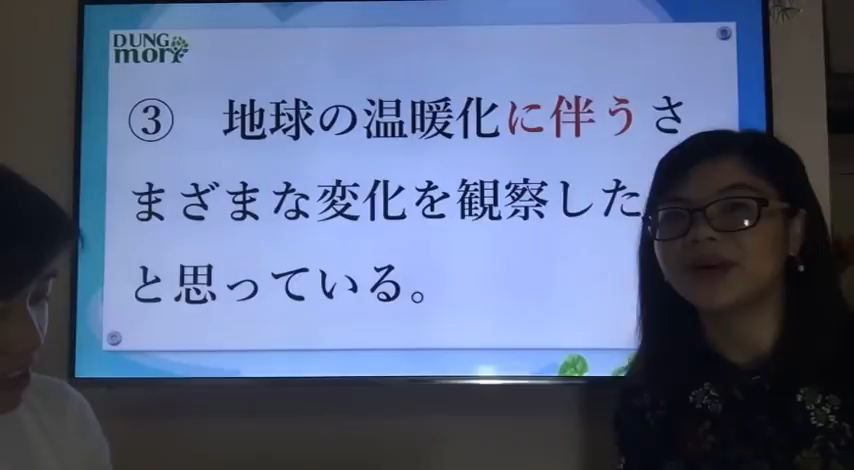 DUNG
mori
③ 地球の温暖化に伴うさ
まざまな変化を観察した
と思っている。